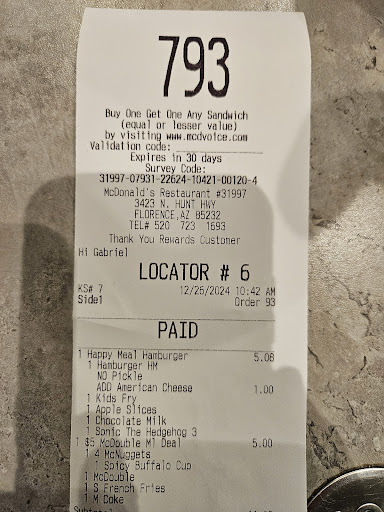 793
Buy One Get One Any Sandwich
(equal or lesser value)
by visiting www.mcdvoice.com
Validation code:
Expires in 30 days
Survey Code:
31997-07931-22624-10421-00120-4
McDonald's Restaurant #31997
3423 N. HUNT HWY
FLORENCE,AZ 85232
TEL# 520 723 1693
Thank You Rewards Customer
Hi Gabriel
LOCATOR # 6
KS# 7 12/25/2024 10:42 AM
Side1 Order 93
PAID
1 Happy Meal Hamburger 5.08
1 Hamburger HM
NO Pickle
ADD American Cheese 1.00
1 Kids Fry
1 Apple Slices
1 Chocolate Milk
1 Sonic The Hedgehog 3
1 $5 McDouble Ml Deal 5.00
1 4 McNuggets
1 Spicy Buffalo Cup
1 McDouble
1 S French Fries
1 M Coke
Subtotal